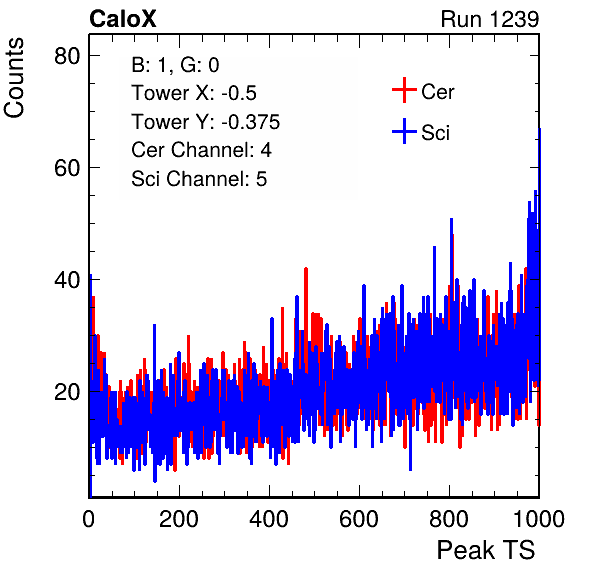 CaloX Run 1239
Counts
B: 1, G: 0
Tower X: -0.5
Tower Y: -0.375
Cer Channel: 4
Sci Channel: 5
Cer
Sci
80
60
40
20
0 200 400 600 800 1000
Peak TS